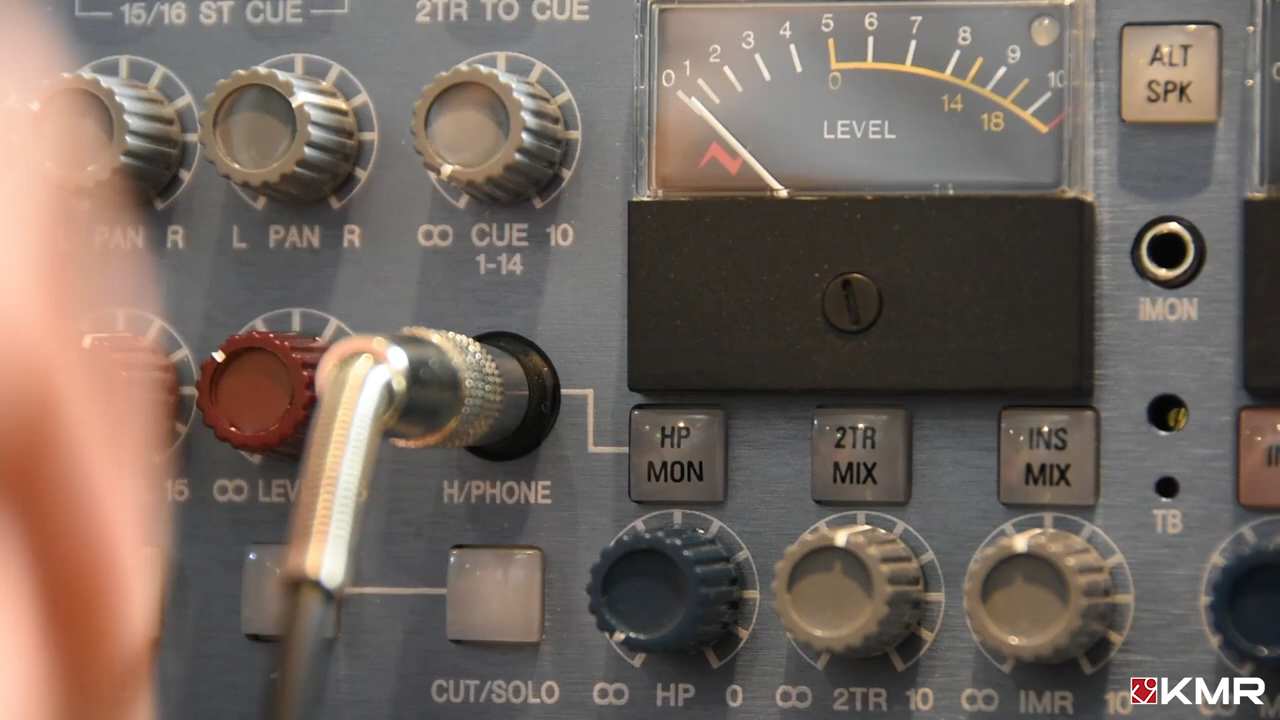 15/16 ST CUE
2TR TO CUE
0 1 2 3 4 5 6 7 8 9 10
0 14 18
LEVEL
ALT
SPK
PAN R
L PAN R
∞ CUE 10
1-14
iMON
HP
MON
2TR
MIX
INS
MIX
15
∞
H/PHONE
TB
CUT/SOLO
∞ HP 0
∞ 2TR 10
∞ IMR 10
KMR